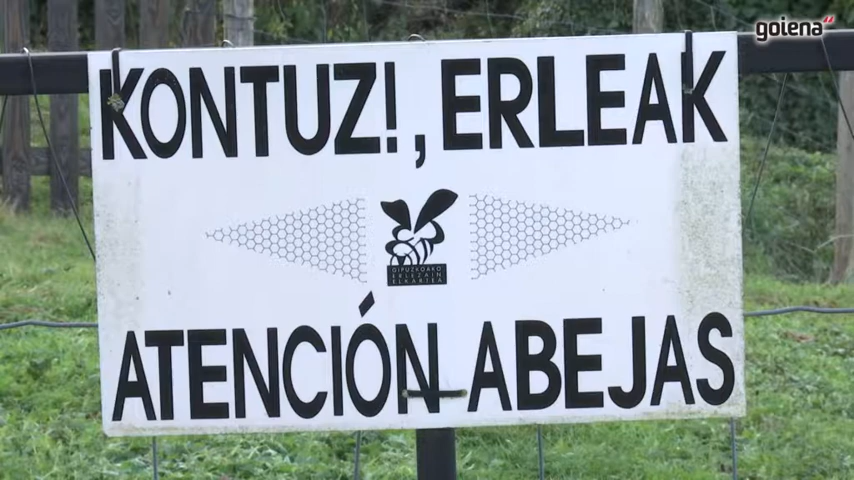 goiena
KONTUZ!, ERLEAK
GIPUZKOAKO
ERLEZAIN
ELKARTEA
ATENCIÓN ABEJAS